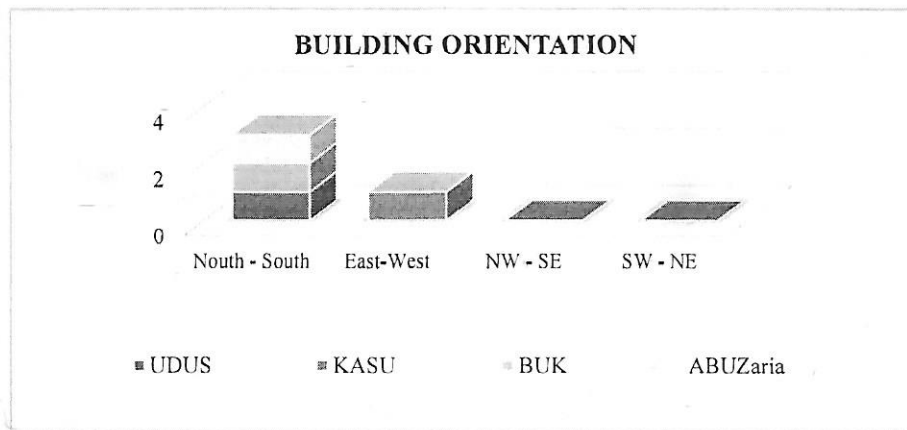 BUILDING ORIENTATION
4
2
0
Nouth - South East-West NW - SE SW - NE
UDUS KASU BUK ABUZaria